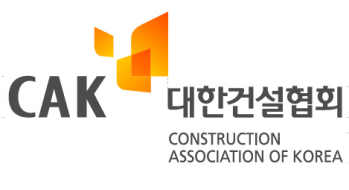 CAK 대한건설협회
CONSTRUCTION
ASSOCIATION OF KOREA